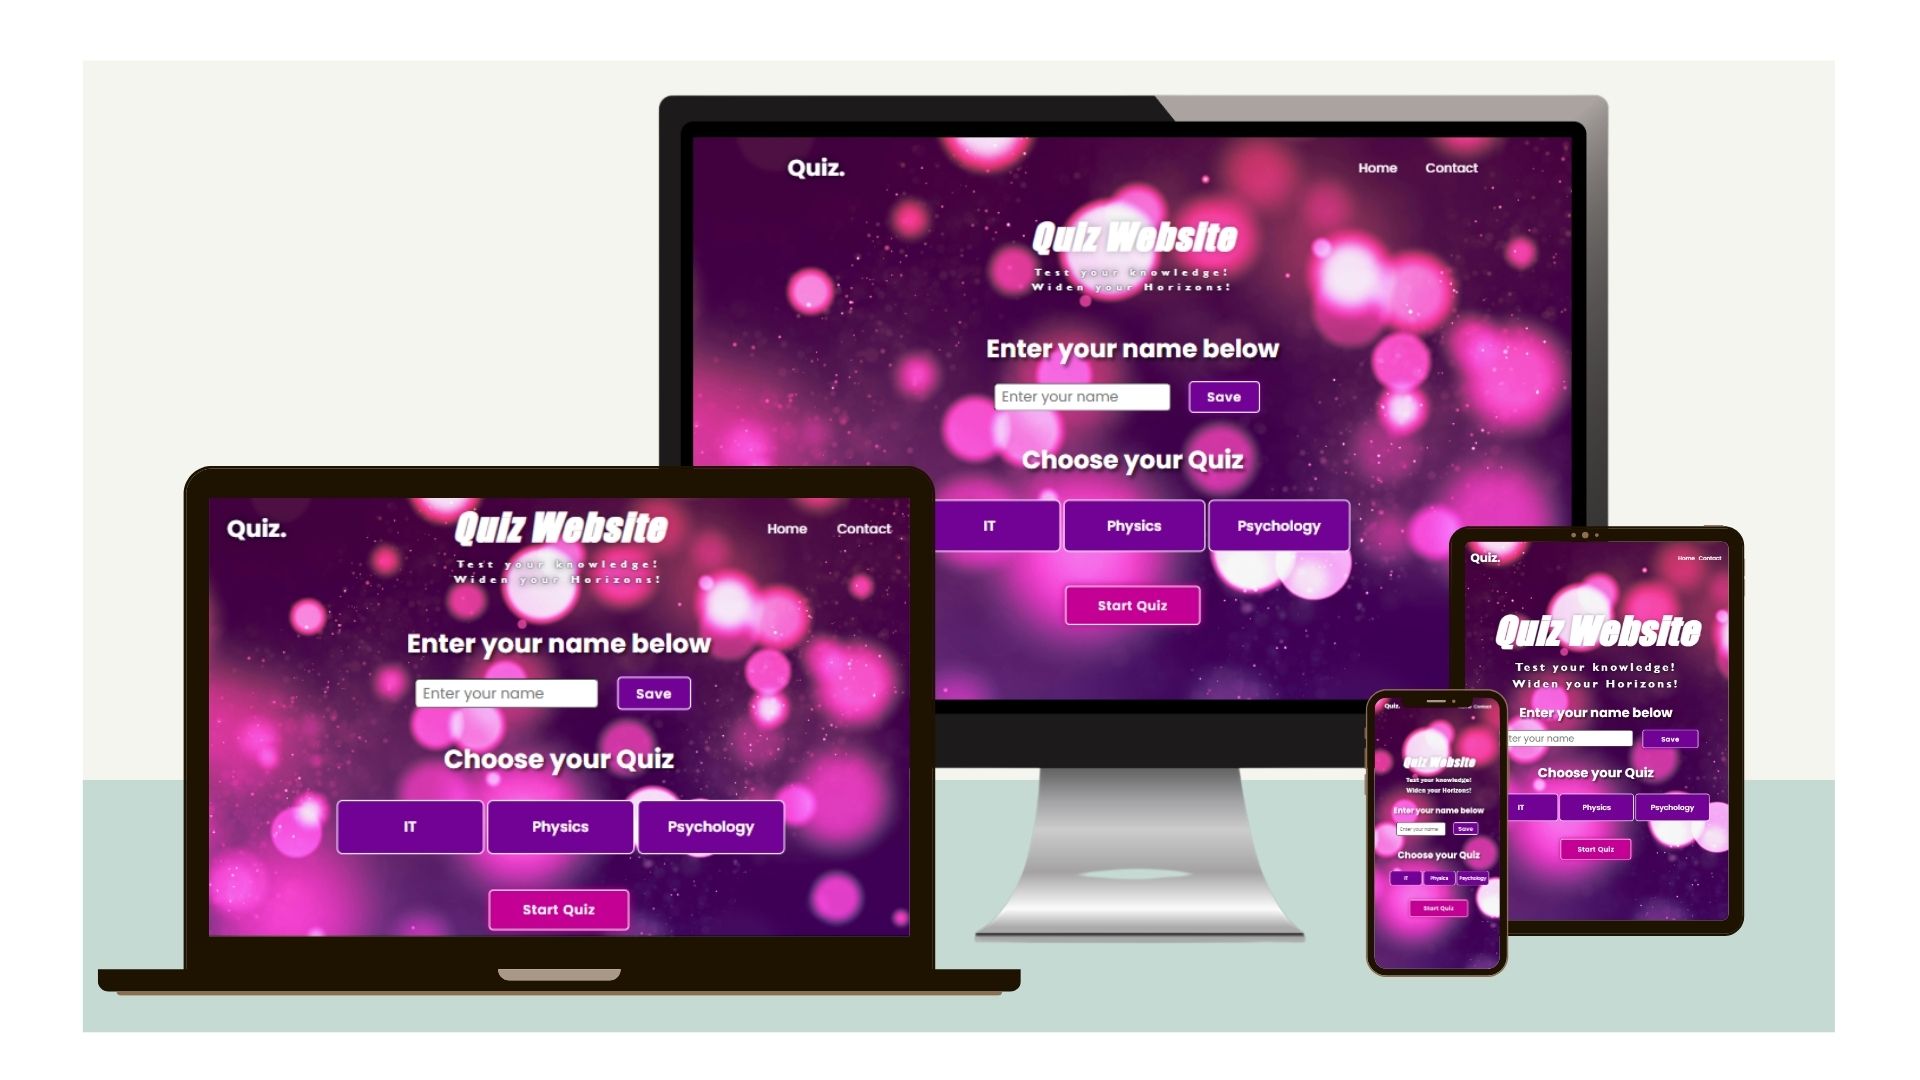 Quiz.
Home Contact
Quiz Website
Test your knowledge!
Widen your Horizons!
Enter your name below
Enter your name Save
Choose your Quiz
IT Physics Psychology
Start Quiz
Quiz.
Quiz Website
Home Contact
Test your knowledge!
Widen your Horizons!
Enter your name below
Enter your name Save
Choose your Quiz
IT Physics Psychology
Start Quiz
Quiz.
Home Contact
Quiz Website
Test your knowledge!
Widen your Horizons!
Enter your name below
ter your name Save
Choose your Quiz
IT Physics Psychology
Start Quiz
Quiz.
Contact
Quiz Website
Test your knowledge!
Widen your Horizons!
Enter your name below
Enter your name Save
Choose your Quiz
IT Physics Psychology
Start Quiz